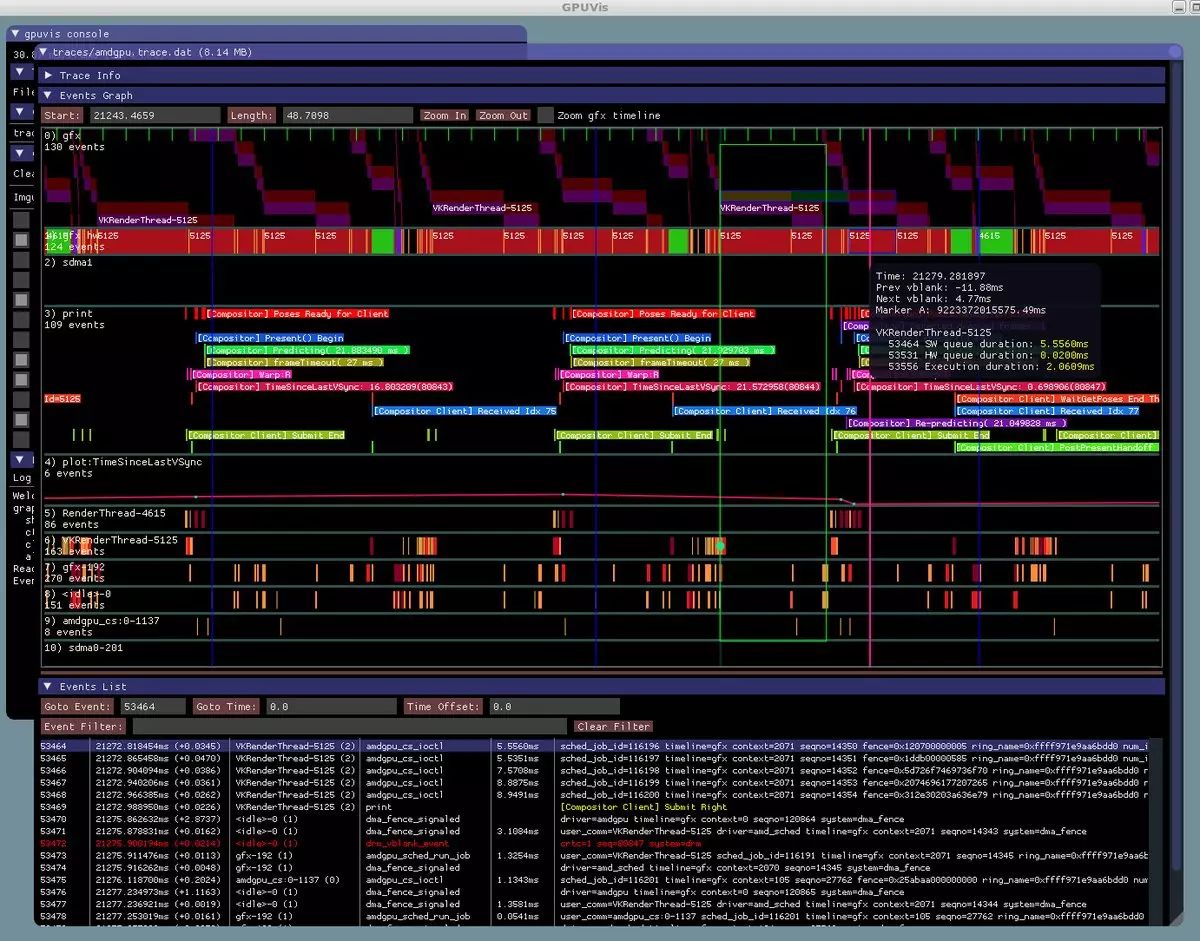 GPUVis
gpuvis console
traces/amdgpu.trace.dat (8.14 MB)
Trace Info
Events Graph
Start: 21243.4659 Length: 48.7098 Zoom In Zoom Out Zoom gfx timeline
0) gfx
130 events
VKRenderThread-5125
VKRenderThread-5125
VKRenderThread-5125
5125 5125 5125 5125 5125 5125 5125 5125 5125 5125 5125 4615 5125 5125
124 events
2) sdma1
Time: 21279.281897
Prev vblank: -11.88ms
Next vblank: 4.77ms
Marker A: 9223372015575.49ms
VKRenderThread-5125
53464 SW queue duration: 5.5560ms
53531 HW queue duration: 0.0200ms
53556 Execution duration: 2.0609ms
3) print
109 events
[Compositor] Poses Ready for Client [Compositor] Poses Ready for Client
[Compositor] Present() Begin [Compositor] Present() Begin
[Compositor] Predicting( [Compositor] Predicting(
[Compositor] frameTimeout( 27 ms ) [Compositor] frameTimeout( 27 ms )
[Compositor] Warp R [Compositor] Warp R
[Compositor] TimeSinceLastVSync: 16.803209(80843) [Compositor] TimeSinceLastVSync: 21.572958(80844) [Compositor] TimeSinceLastVSync: 0.698906(80847)
Id=5125 [Compositor Client] WaitGetPoses End Th
[Compositor Client] Received Idx 75 [Compositor Client] Received Idx 76 [Compositor Client] Received Idx 77
[Compositor] Re-predicting( 21.049828 ms )
[Compositor Client] Submit End [Compositor Client] Submit End [Compositor Client] Submit End [Compositor Client]
[Compositor Client] PostPresentHandoff
4) plot:TimeSinceLastVSync
6 events
5) RenderThread-4615
86 events
6) VKRenderThread-5125
163 events
7) gfx-192
270 events
8) <idle>-0
151 events
9) amdgpu_cs:0-1137
8 events
10) sdma0-201
Events List
Goto Event: 53464 Goto Time: 0.0 Time Offset: 0.0
Event Filter: Clear Filter
53464 21272.818454ms (+0.0345) VKRenderThread-5125 (2) amdgpu_cs_ioctl 5.5560ms sched_job_id=116196 timeline=gfx context=2071 seqno=14350 fence=0x120700000005 ring_name=0xffff971e9aa6bdd0 num_i
53465 21272.865458ms (+0.0470) VKRenderThread-5125 (2) amdgpu_cs_ioctl 5.5351ms sched_job_id=116197 timeline=gfx context=2071 seqno=14351 fence=0x1ddb00000585 ring_name=0xffff971e9aa6bdd0 num_i
53466 21272.904094ms (+0.0386) VKRenderThread-5125 (2) amdgpu_cs_ioctl 7.5708ms sched_job_id=116198 timeline=gfx context=2071 seqno=14352 fence=0x5d726f7469736f70 ring_name=0xffff971e9aa6bdd0 r
53467 21272.940206ms (+0.0361) VKRenderThread-5125 (2) amdgpu_cs_ioctl 8.8875ms sched_job_id=116199 timeline=gfx context=2071 seqno=14353 fence=0x2074696177207265 ring_name=0xffff971e9aa6bdd0 r
53468 21272.966385ms (+0.0262) VKRenderThread-5125 (2) amdgpu_cs_ioctl 8.9491ms sched_job_id=116200 timeline=gfx context=2071 seqno=14354 fence=0x312e30203a636e79 ring_name=0xffff971e9aa6bdd0 r
53469 21272.988950ms (+0.0226) VKRenderThread-5125 (2) print [Compositor Client] Submit Right
53470 21275.862632ms (+2.8737) <idle>-0 (1) dma_fence_signaled driver=amdgpu timeline=gfx context=0 seqno=120864 system=dma_fence
53471 21275.878831ms (+0.0162) <idle>-0 (1) dma_fence_signaled 3.1084ms user_comm=VKRenderThread-5125 driver=amd_sched timeline=gfx context=2071 seqno=14343 system=dma_fence
53472 21275.900194ms (+0.0214) <idle>-0 (1) drm_vblank_event crtc=1 seq=80847 system=drm
53473 21275.911476ms (+0.0113) gfx-192 (1) amdgpu_sched_run_job 1.3254ms user_comm=VKRenderThread-5125 sched_job_id=116191 timeline=gfx context=2071 seqno=14345 ring_name=0xffff971e9aa6b
53474 21275.916262ms (+0.0048) gfx-192 (1) dma_fence_signaled driver=amd_sched timeline=gfx context=2070 seqno=14345 system=dma_fence
53475 21276.118700ms (+0.2024) amdgpu_cs:0-1137 (0) amdgpu_cs_ioctl 1.1343ms sched_job_id=116201 timeline=gfx context=105 seqno=27762 fence=0x25abaa000000000 ring_name=0xffff971e9aa6bdd0 num
53476 21277.234973ms (+1.1163) <idle>-0 (1) dma_fence_signaled driver=amdgpu timeline=gfx context=0 seqno=120865 system=dma_fence
53477 21277.236921ms (+0.0019) <idle>-0 (1) dma_fence_signaled 1.3581ms user_comm=VKRenderThread-5125 driver=amd_sched timeline=gfx context=2071 seqno=14344 system=dma_fence
53478 21277.253019ms (+0.0161) gfx-192 (1) amdgpu_sched_run_job 0.0541ms user_comm=amdgpu_cs:0-1137 sched_job_id=116201 timeline=gfx context=105 seqno=27762 ring_name=0xffff971e9aa6bdd0